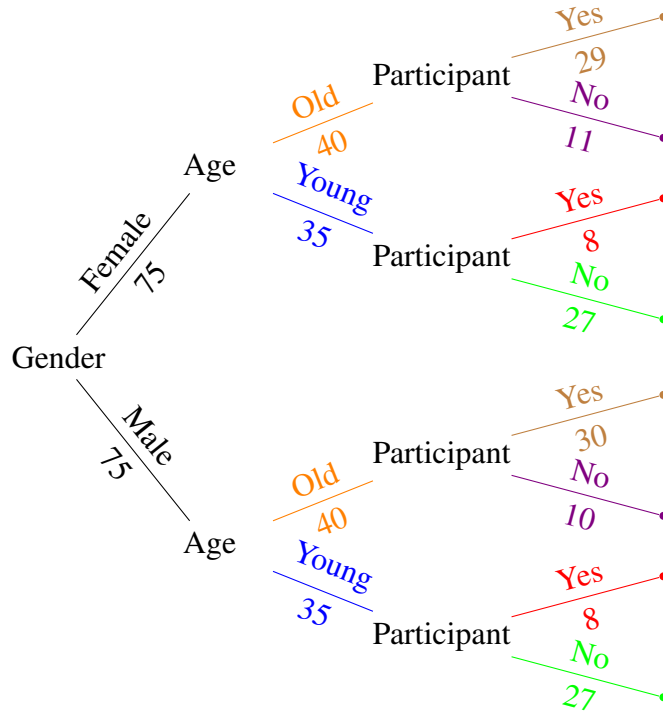 Yes
29
Participant
No
11
Old
40
Age
Young
35
Yes
8
Participant
No
27
Female
75
Gender
Male
75
Yes
30
Participant
No
10
Old
40
Age
Young
35
Yes
8
Participant
No
27